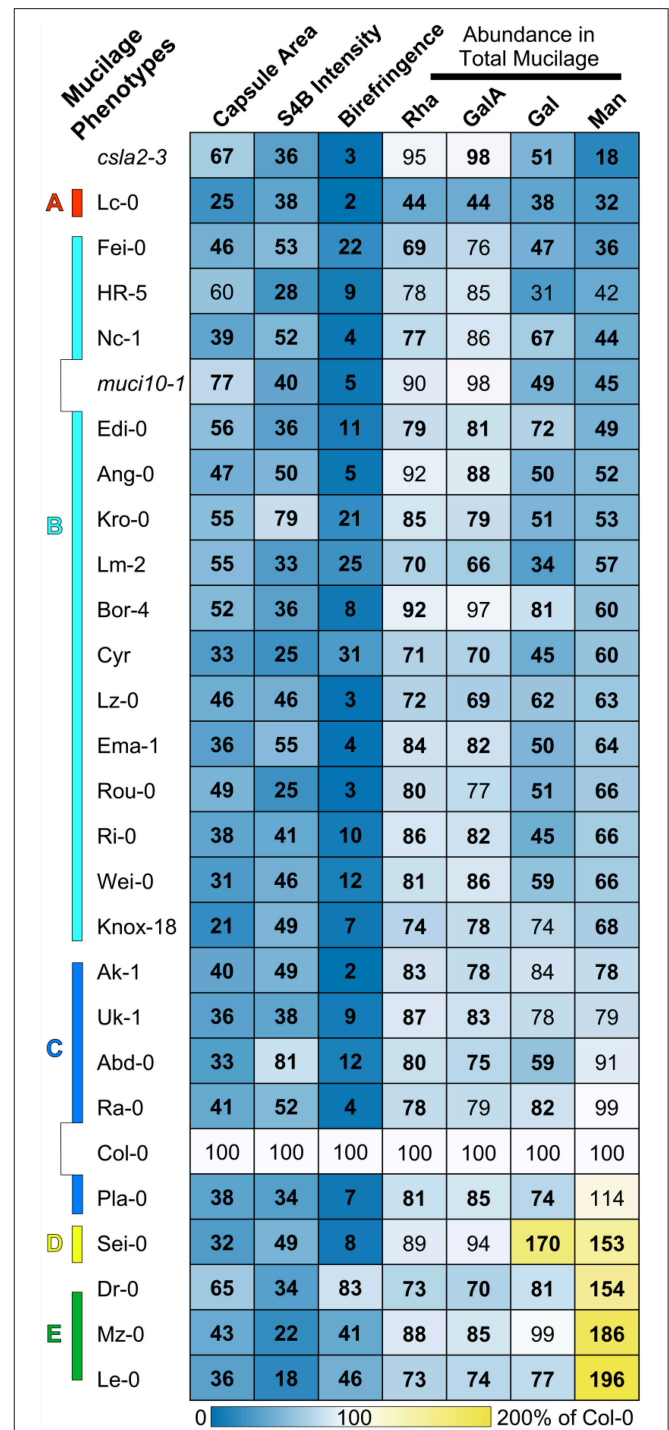 Mucilage
Phenotypes
Capsule Area
S4B Intensity
Birefringence
Abundance in
Total Mucilage
Rha
GalA
Gal
Man
csla2-3 67 36 3 95 98 51 18
A Lc-0 25 38 2 44 44 38 32
Fei-0 46 53 22 69 76 47 36
HR-5 60 28 9 78 85 31 42
Nc-1 39 52 4 77 86 67 44
muci10-1 77 40 5 90 98 49 45
Edi-0 56 36 11 79 81 72 49
Ang-0 47 50 5 92 88 50 52
B Kro-0 55 79 21 85 79 51 53
Lm-2 55 33 25 70 66 34 57
Bor-4 52 36 8 92 97 81 60
Cyr 33 25 31 71 70 45 60
Lz-0 46 46 3 72 69 62 63
Ema-1 36 55 4 84 82 50 64
Rou-0 49 25 3 80 77 51 66
Ri-0 38 41 10 86 82 45 66
Wei-0 31 46 12 81 86 59 66
Knox-18 21 49 7 74 78 74 68
Ak-1 40 49 2 83 78 84 78
Uk-1 36 38 9 87 83 78 79
C Abd-0 33 81 12 80 75 59 91
Ra-0 41 52 4 78 79 82 99
Col-0 100 100 100 100 100 100 100
Pla-0 38 34 7 81 85 74 114
D Sei-0 32 49 8 89 94 170 153
Dr-0 65 34 83 73 70 81 154
E Mz-0 43 22 41 88 85 99 186
Le-0 36 18 46 73 74 77 196
0 100 200% of Col-0